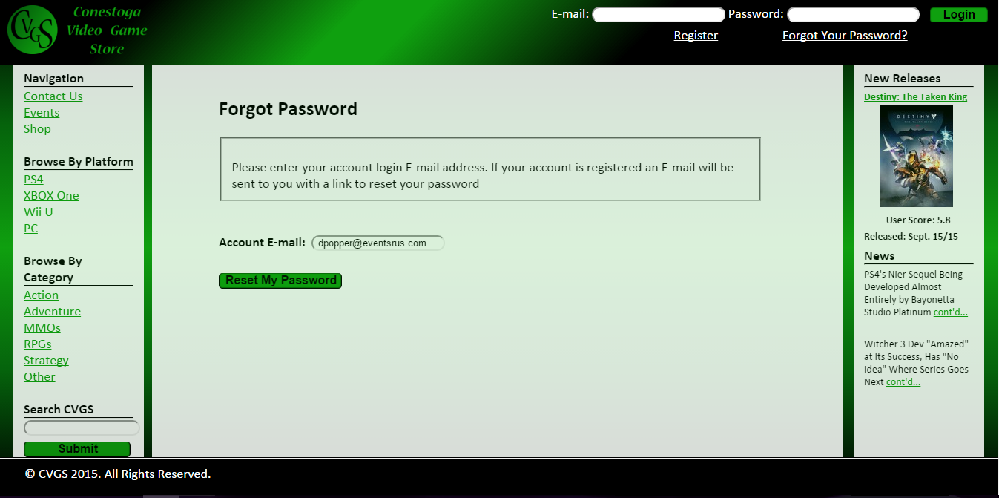 CVGS
Conestoga
Video Game
Store
E-mail: Password: Login
Register Forgot Your Password?
Navigation
Contact Us
Events
Shop
Browse By Platform
PS4
XBOX One
Wii U
PC
Browse By
Category
Action
Adventure
MMOs
RPGs
Strategy
Other
Search CVGS
Submit
Forgot Password
Please enter your account login E-mail address. If your account is registered an E-mail will be
sent to you with a link to reset your password
Account E-mail: dpopper@eventsrus.com
Reset My Password
New Releases
Destiny: The Taken King
DESTINY
THE TAKEN KING
User Score: 5.8
Released: Sept. 15/15
News
PS4's Nier Sequel Being
Developed Almost
Entirely by Bayonetta
Studio Platinum cont'd...
Witcher 3 Dev "Amazed"
at Its Success, Has "No
Idea" Where Series Goes
Next cont'd...
© CVGS 2015. All Rights Reserved.